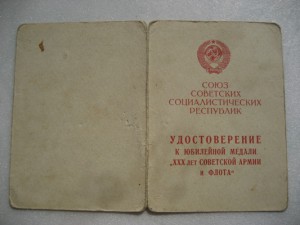 СОЮЗ
СОВЕТСКИХ
СОЦИАЛИСТИЧЕСКИХ
РЕСПУБЛИК
УДОСТОВЕРЕНИЕ
К ЮБИЛЕЙНОЙ МЕДАЛИ
„XXX лет СОВЕТСКОЙ АРМИИ
и ФЛОТА“